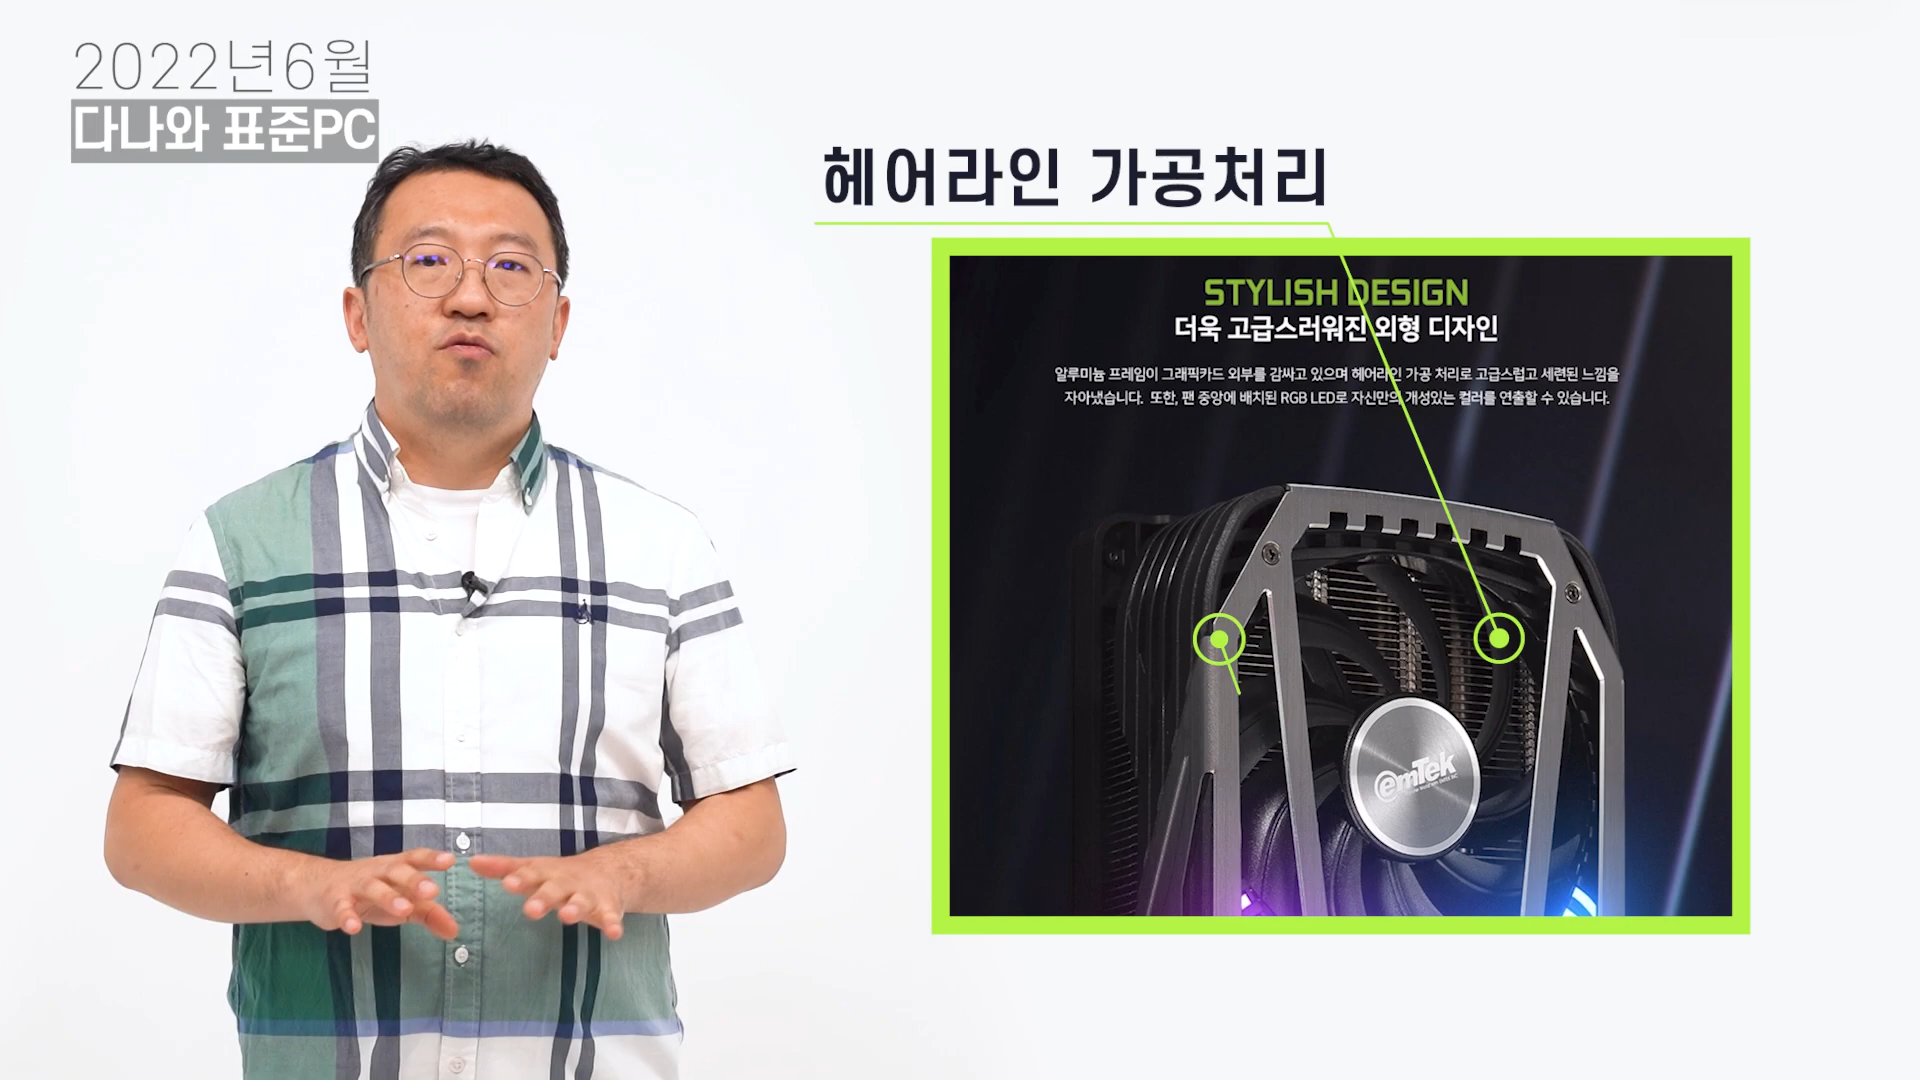 2022년6월
다나와 표준PC
헤어라인 가공처리
STYLISH DESIGN
더욱 고급스러워진 외형 디자인
알루미늄 프레임이 그래픽카드 외부를 감싸고 있으며 헤어라인 가공 처리로 고급스럽고 세련된 느낌을
자아냈습니다. 또한, 팬 중앙에 배치된 RGB LED로 자신만의 개성있는 컬러를 연출할 수 있습니다.
emTek